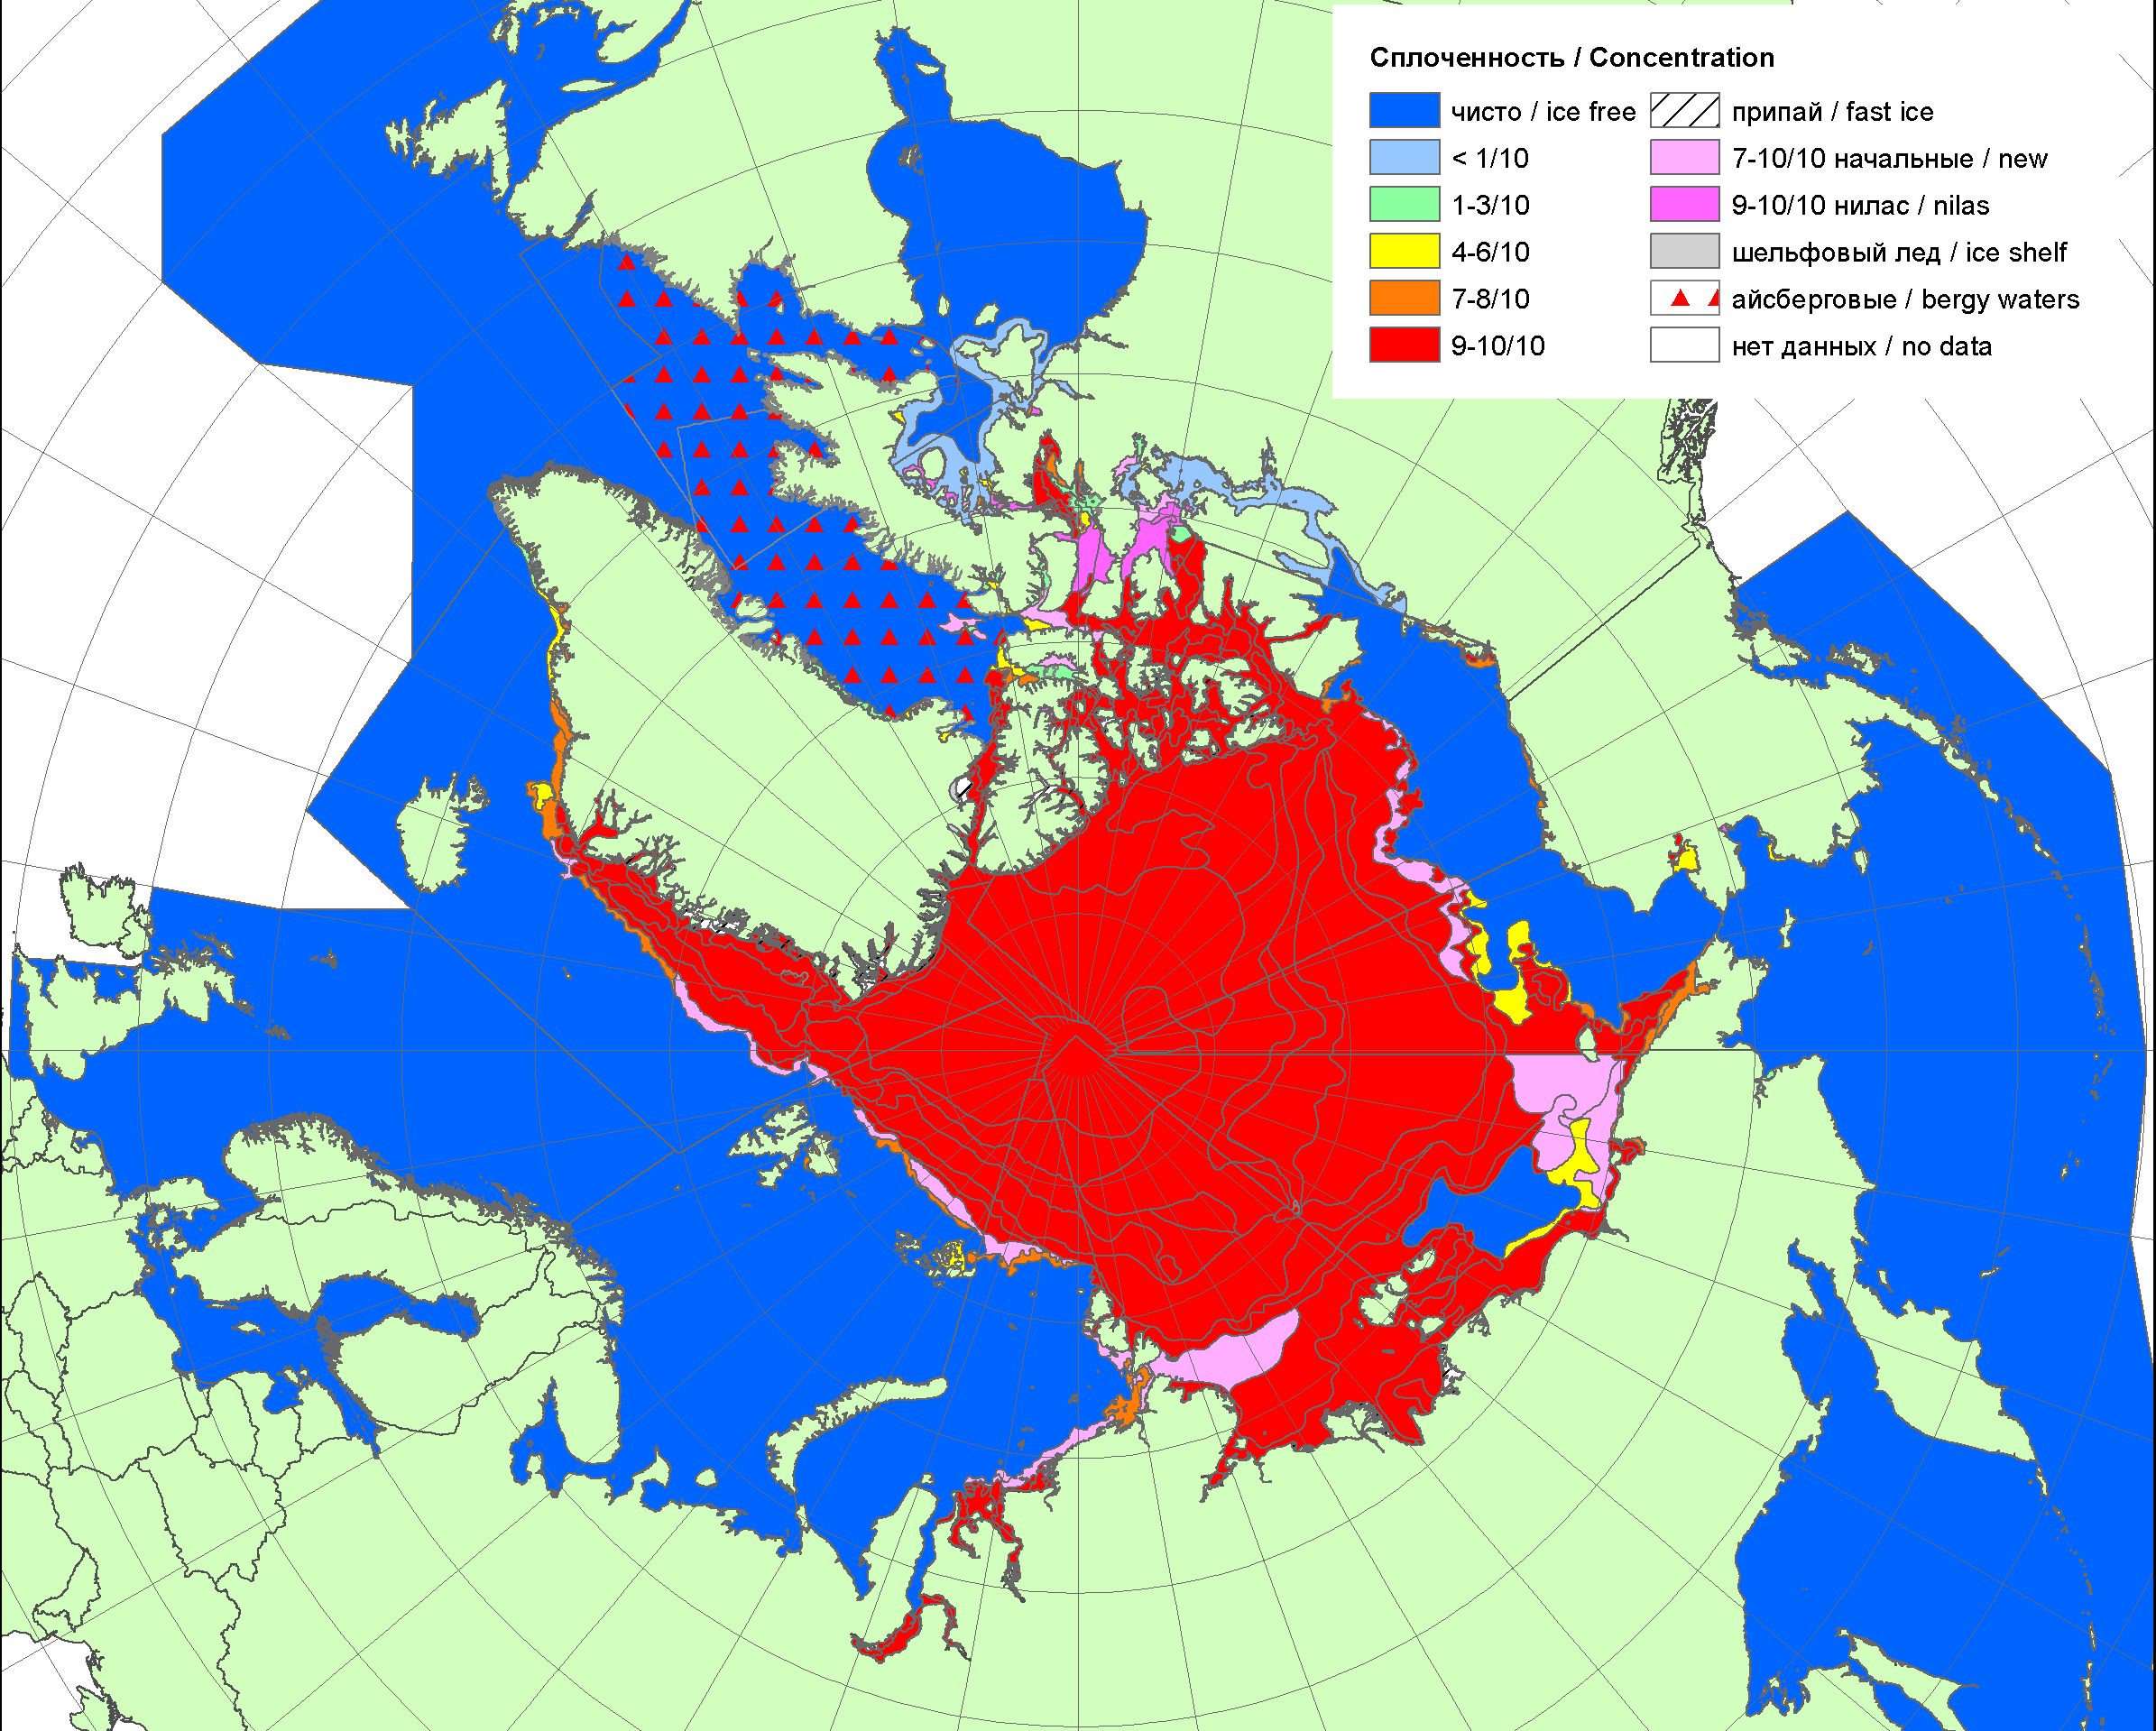 Сплоченность / Concentration
чисто / ice free
< 1/10
1-3/10
4-6/10
7-8/10
9-10/10
припай / fast ice
7-10/10 начальные / new
9-10/10 нилас / nilas
шельфовый лед / ice shelf
айсберговые / bergy waters
нет данных / no data